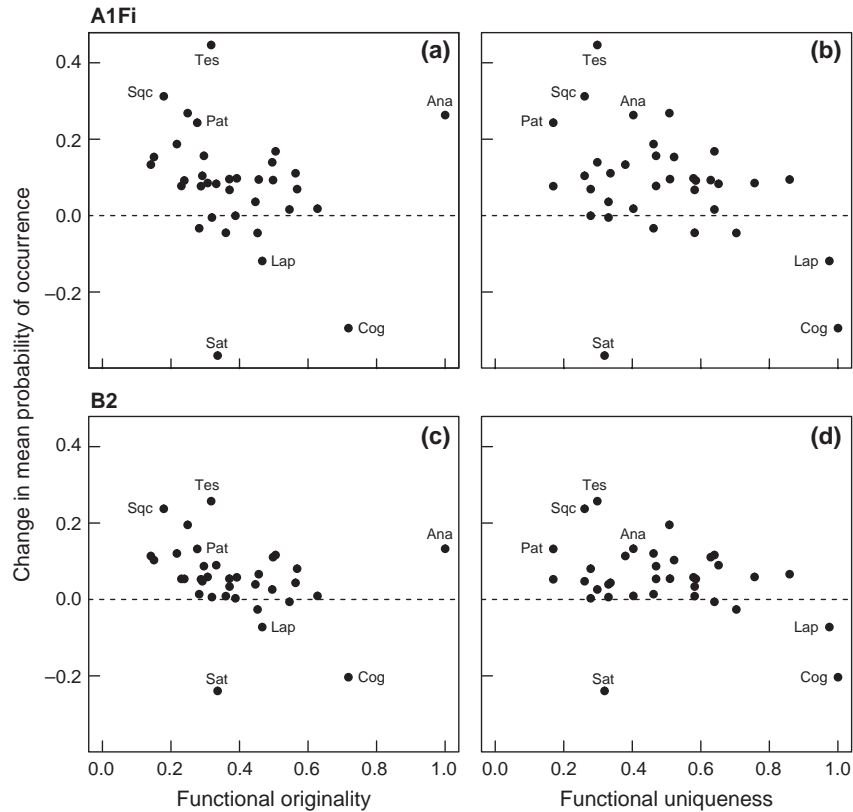 A1Fi
(a)
(b)
Tes
Tes
Sqc
Pat
Ana
Sqc
Pat
Ana
Lap
Cog
Sat
Lap
Cog
Sat
0.4
0.2
0.0
−0.2
B2
(c)
(d)
Tes
Sqc
Pat
Ana
Tes
Sqc
Pat
Ana
Lap
Cog
Sat
Lap
Cog
Sat
0.4
0.2
0.0
−0.2
Change in mean probability of occurrence
0.0 0.2 0.4 0.6 0.8 1.0
0.0 0.2 0.4 0.6 0.8 1.0
Functional originality
Functional uniqueness